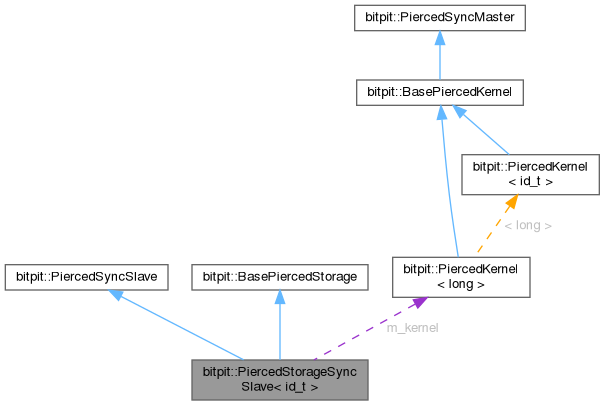 bitpit::PiercedSyncMaster
bitpit::BasePiercedKernel
bitpit::PiercedKernel
< id_t >
< long >
bitpit::PiercedKernel
< long >
bitpit::PiercedSyncSlave
bitpit::BasePiercedStorage
m_kernel
bitpit::PiercedStorageSync
Slave< id_t >